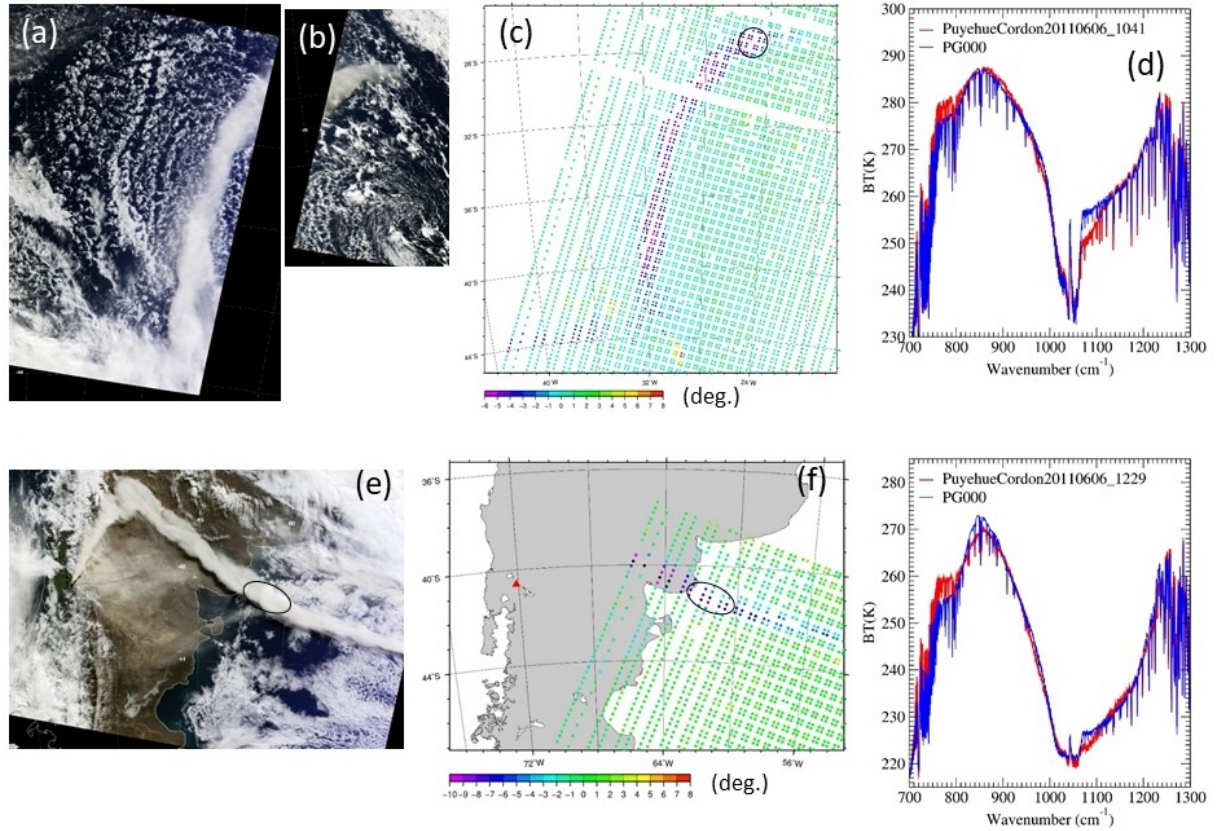 (a)
(b)
(c)
28°S
32°S
36°S
40°S
44°S
40°W
32°W
24°W
-6 -5 -4 -3 -2 -1 0 1 2 3 4 5 6 7 8
(deg.)
(d)
PuyehueCordon20110606_1041
PG000
300
290
280
270
260
250
240
230
BT(K)
700 800 900 1000 1100 1200 1300
Wavenumber (cm-1)
(e)
(f)
36°S
40°S
44°S
72°W
64°W
56°W
-10 -9 -8 -7 -6 -5 -4 -3 -2 -1 0 1 2 3 4 5 6 7 8
(deg.)
PuyehueCordon20110606_1229
PG000
280
270
260
250
240
230
220
BT(K)
700 800 900 1000 1100 1200 1300
Wavenumber (cm-1)